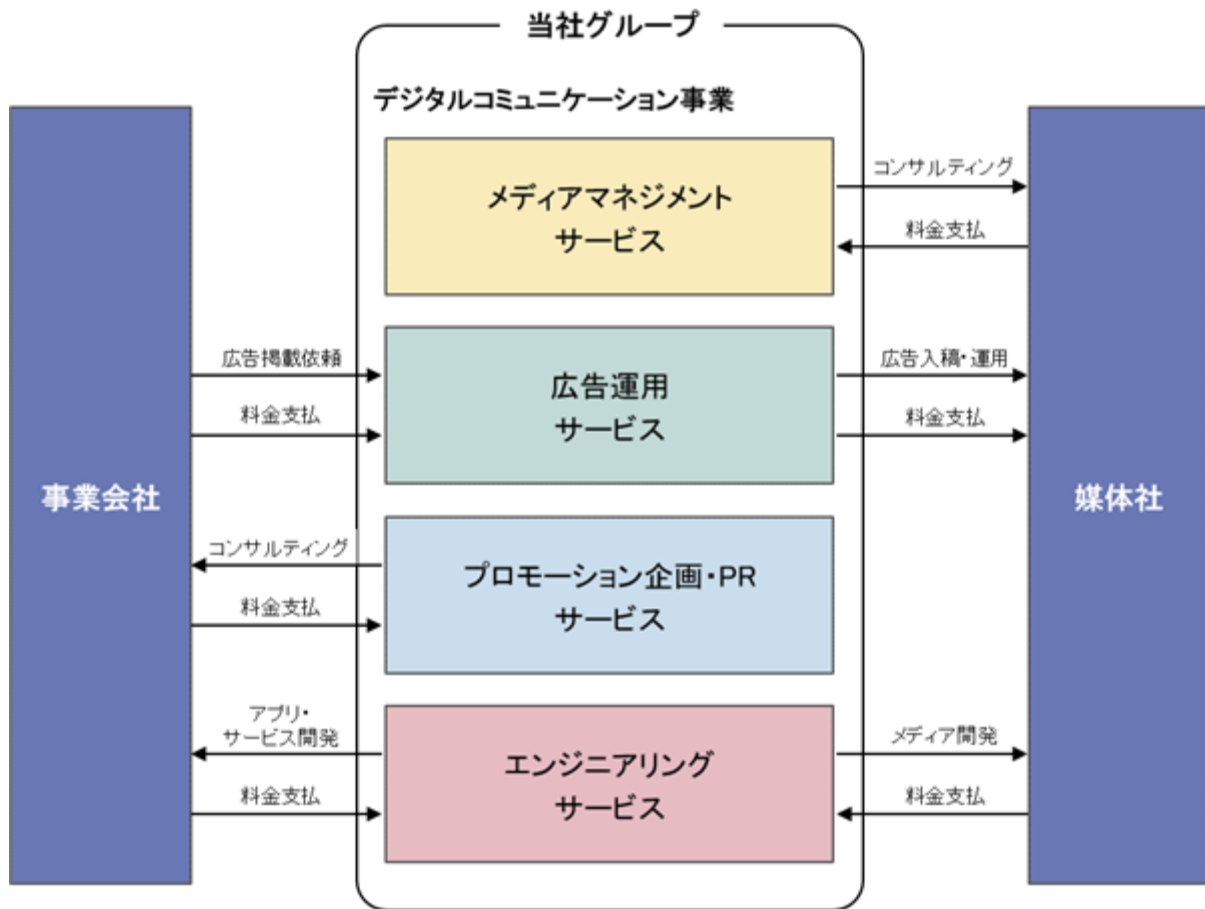 当社グループ
デジタルコミュニケーション事業
メディアマネジメント
サービス
コンサルティング
料金支払
広告掲載依頼
料金支払
広告運用
サービス
広告入稿・運用
料金支払
事業会社
媒体社
コンサルティング
料金支払
プロモーション企画・PR
サービス
アプリ・
サービス開発
料金支払
エンジニアリング
サービス
メディア開発
料金支払